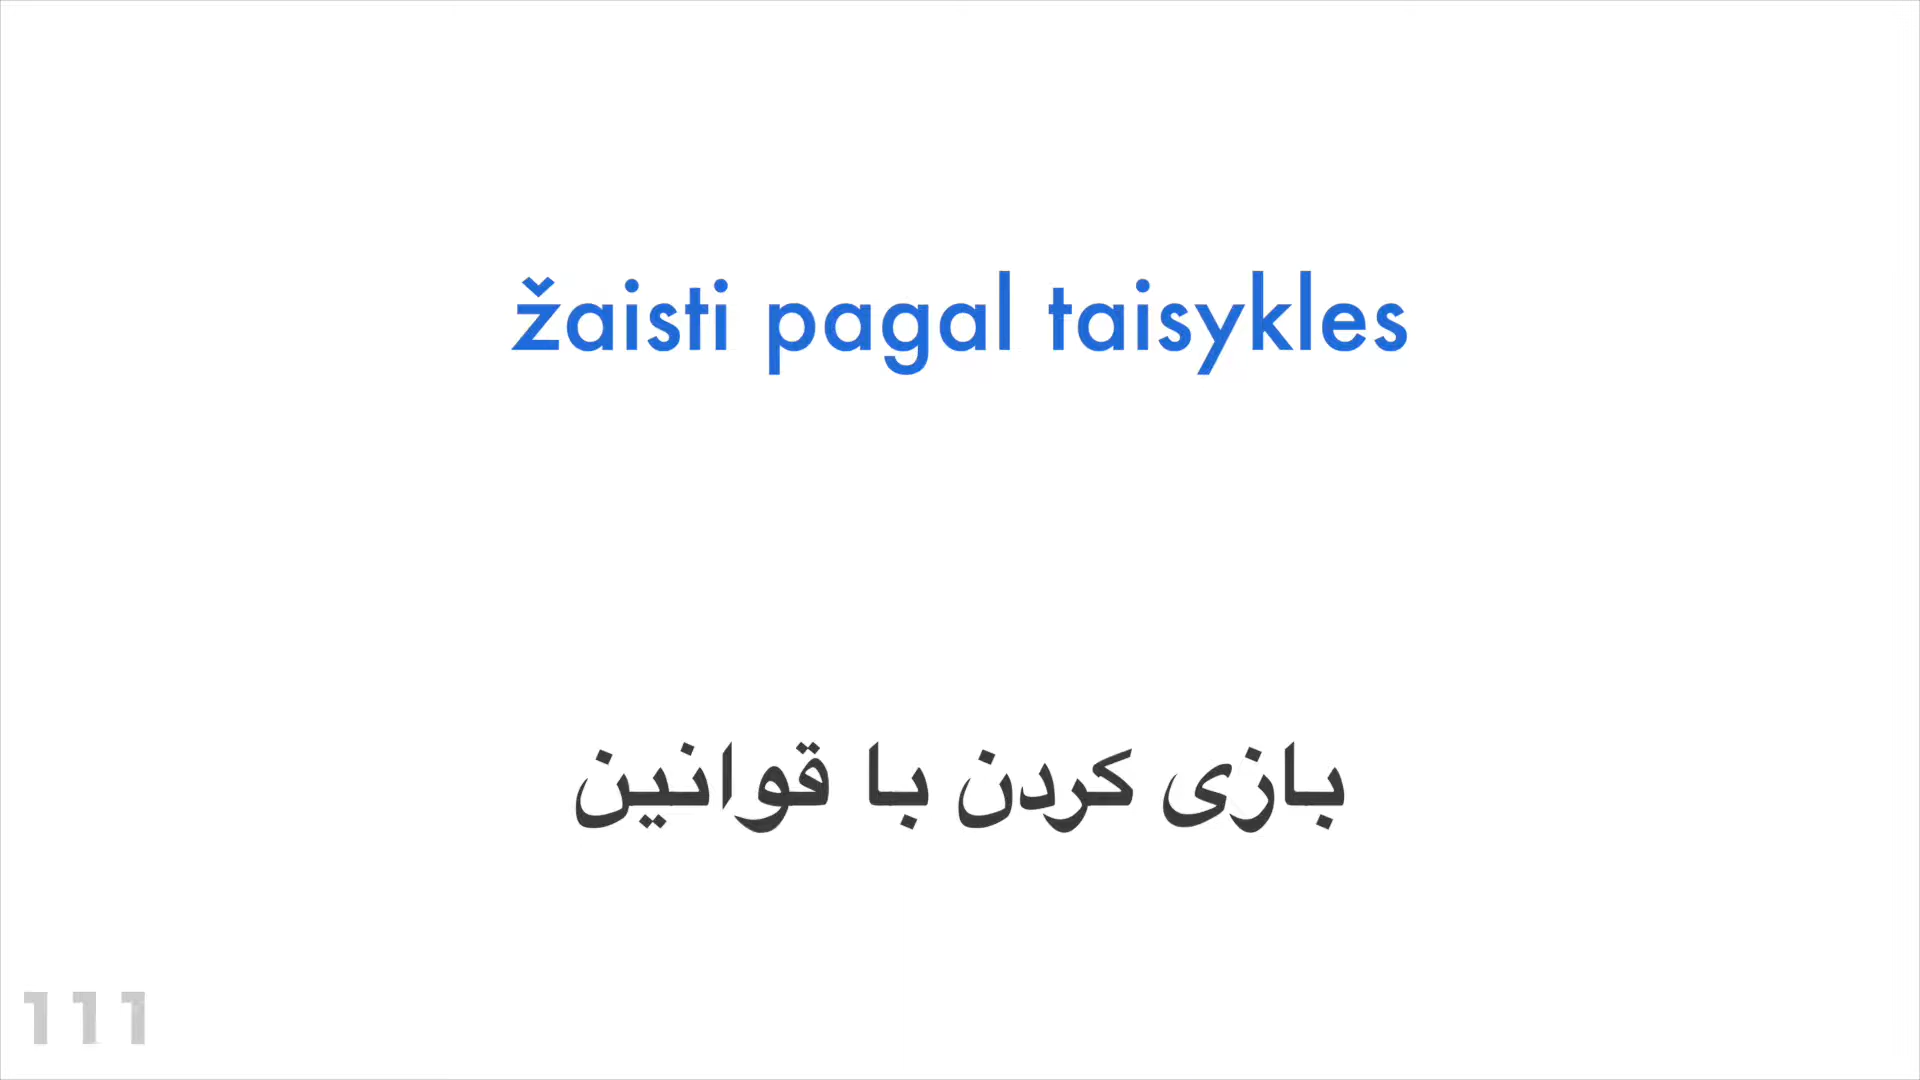 žaisti pagal taisykles
بازی کردن با قوانین
111